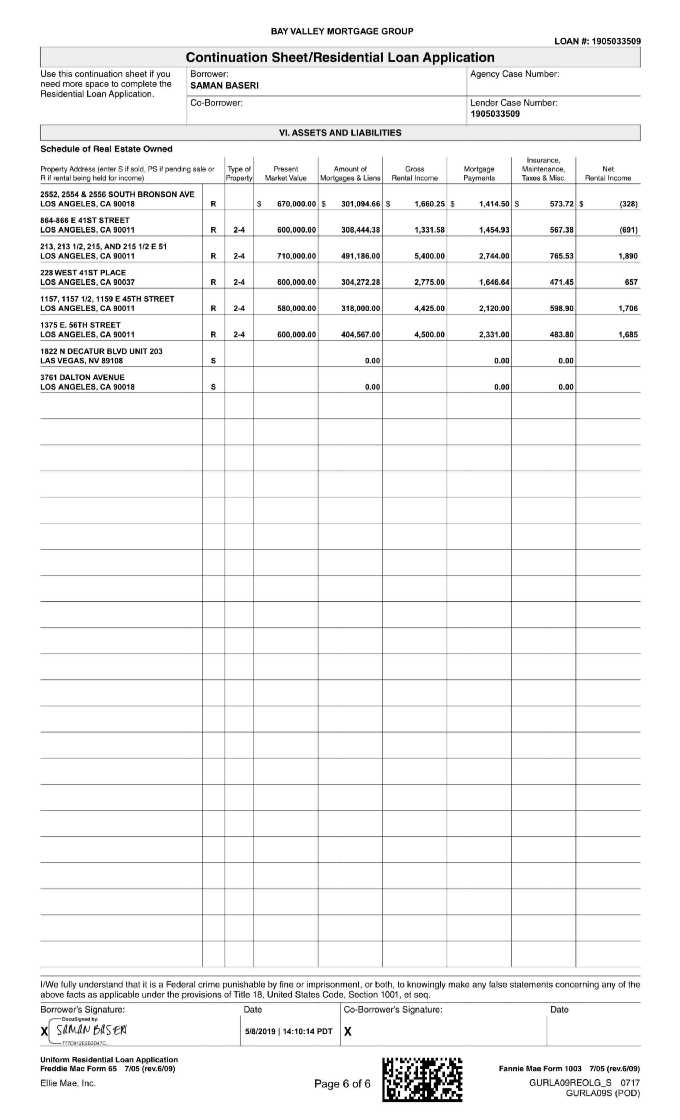 BAY VALLEY MORTGAGE GROUP
LOAN #: 1905033509
Continuation Sheet/Residential Loan Application
Use this continuation sheet if you
need more space to complete the
Residential Loan Application.
Borrower:
SAMAN BASERI
Agency Case Number:
Co-Borrower:
Lender Case Number:
1905033509
VI. ASSETS AND LIABILITIES
Schedule of Real Estate Owned
Property Address (enter S if sold, PS if pending sale or
R if rental being held for income)
Type of
Property
Present
Market Value
Amount of
Mortgages & Liens
Gross
Rental Income
Mortgage
Payments
Insurance,
Maintenance,
Taxes & Misc.
Net
Rental Income
2552, 2554 & 2556 SOUTH BRONSON AVE
LOS ANGELES, CA 90018 R $ 670,000.00 $ 301,094.66 $ 1,660.25 $ 1,414.50 $ 573.72 $ (328)
864-866 E 41ST STREET
LOS ANGELES, CA 90011 R 2-4 600,000.00 308,444.38 1,331.58 1,454.93 567.38 (691)
213, 213 1/2, 215, AND 215 1/2 E 51
LOS ANGELES, CA 90011 R 2-4 710,000.00 491,186.00 5,400.00 2,744.00 765.53 1,890
228 WEST 41ST PLACE
LOS ANGELES, CA 90037 R 2-4 600,000.00 304,272.28 2,775.00 1,646.64 471.45 657
1157, 1157 1/2, 1159 E 45TH STREET
LOS ANGELES, CA 90011 R 2-4 580,000.00 318,000.00 4,425.00 2,120.00 598.90 1,706
1375 E. 56TH STREET
LOS ANGELES, CA 90011 R 2-4 600,000.00 404,567.00 4,500.00 2,331.00 483.80 1,685
1822 N DECATUR BLVD UNIT 203
LAS VEGAS, NV 89108 S 0.00 0.00 0.00
3761 DALTON AVENUE
LOS ANGELES, CA 90018 S 0.00 0.00 0.00
I/We fully understand that it is a Federal crime punishable by fine or imprisonment, or both, to knowingly make any false statements concerning any of the
above facts as applicable under the provisions of Title 18, United States Code, Section 1001, et seq.
Borrower's Signature:
Date
Co-Borrower's Signature:
Date
DocuSigned by:
X SAMAN BASERI
5/8/2019 | 14:10:14 PDT
X
Uniform Residential Loan Application
Freddie Mac Form 65 7/05 (rev.6/09)
Fannie Mae Form 1003 7/05 (rev.6/09)
Ellie Mae, Inc.
Page 6 of 6
GURLA09REOLG_S 0717
GURLA09S (POD)